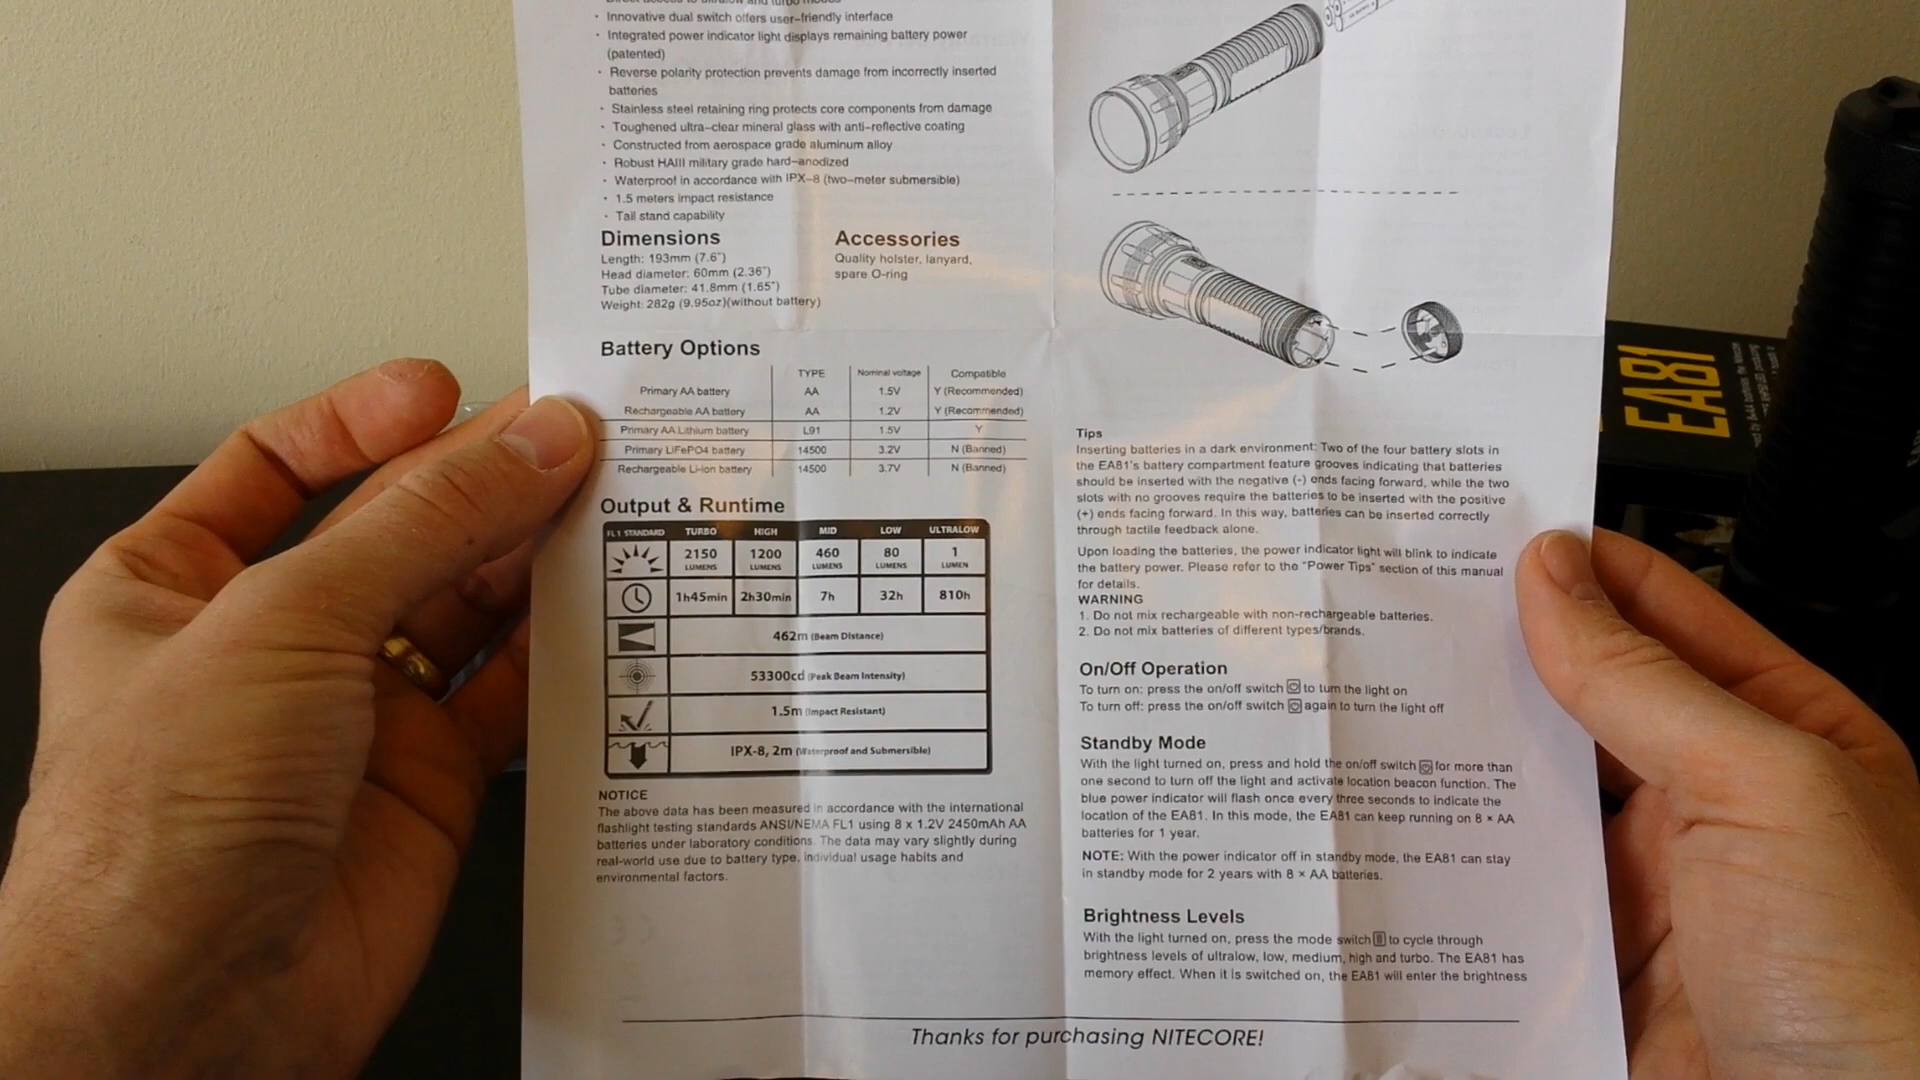 Direct access to ultralow and turbo modes
· Innovative dual switch offers user-friendly interface
· Integrated power indicator light displays remaining battery power
(patented)
· Reverse polarity protection prevents damage from incorrectly inserted
batteries
· Stainless steel retaining ring protects core components from damage
· Toughened ultra-clear mineral glass with anti-reflective coating
· Constructed from aerospace grade aluminum alloy
· Robust HAIII military grade hard-anodized
· Waterproof in accordance with IPX-8 (two-meter submersible)
· 1.5 meters impact resistance
· Tail stand capability
Dimensions
Length: 193mm (7.6")
Head diameter: 60mm (2.36")
Tube diameter: 41.8mm (1.65")
Weight: 282g (9.95oz)(without battery)
Accessories
Quality holster, lanyard,
spare O-ring
Battery Options
TYPE Nominal voltage Compatible
Primary AA battery AA 1.5V Y (Recommended)
Rechargeable AA battery AA 1.2V Y (Recommended)
Primary AA Lithium battery L91 1.5V Y
Primary LiFePO4 battery 14500 3.2V N (Banned)
Rechargeable Li-ion battery 14500 3.7V N (Banned)
Output & Runtime
FL 1 STANDARD TURBO HIGH MID LOW ULTRALOW
2150 1200 460 80 1
LUMENS LUMENS LUMENS LUMENS LUMEN
1h45min 2h30min 7h 32h 810h
462m (Beam Distance)
53300cd (Peak Beam Intensity)
1.5m (Impact Resistant)
IPX-8, 2m (Waterproof and Submersible)
NOTICE
The above data has been measured in accordance with the international
flashlight testing standards ANSI/NEMA FL1 using 8 x 1.2V 2450mAh AA
batteries under laboratory conditions. The data may vary slightly during
real-world use due to battery type, individual usage habits and
environmental factors.
Tips
Inserting batteries in a dark environment: Two of the four battery slots in
the EA81's battery compartment feature grooves indicating that batteries
should be inserted with the negative (-) ends facing forward, while the two
slots with no grooves require the batteries to be inserted with the positive
(+) ends facing forward. In this way, batteries can be inserted correctly
through tactile feedback alone.
Upon loading the batteries, the power indicator light will blink to indicate
the battery power. Please refer to the "Power Tips" section of this manual
for details.
WARNING
1. Do not mix rechargeable with non-rechargeable batteries.
2. Do not mix batteries of different types/brands.
On/Off Operation
To turn on: press the on/off switch to turn the light on
To turn off: press the on/off switch again to turn the light off
Standby Mode
With the light turned on, press and hold the on/off switch for more than
one second to turn off the light and activate location beacon function. The
blue power indicator will flash once every three seconds to indicate the
location of the EA81. In this mode, the EA81 can keep running on 8 × AA
batteries for 1 year.
NOTE: With the power indicator off in standby mode, the EA81 can stay
in standby mode for 2 years with 8 × AA batteries.
Brightness Levels
With the light turned on, press the mode switch to cycle through
brightness levels of ultralow, low, medium, high and turbo. The EA81 has
memory effect. When it is switched on, the EA81 will enter the brightness
Thanks for purchasing NITECORE!
EA81